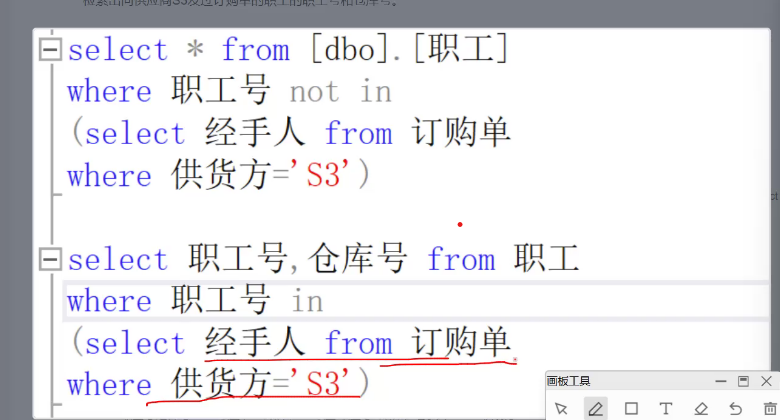 检索出向供应商S3发过订购单的职工的职工号和仓库号。
select * from [dbo].[职工]
where 职工号 not in
(select 经手人 from 订购单
where 供货方='S3')
select 职工号,仓库号 from 职工
where 职工号 in
(select 经手人 from 订购单
where 供货方='S3')
画板工具